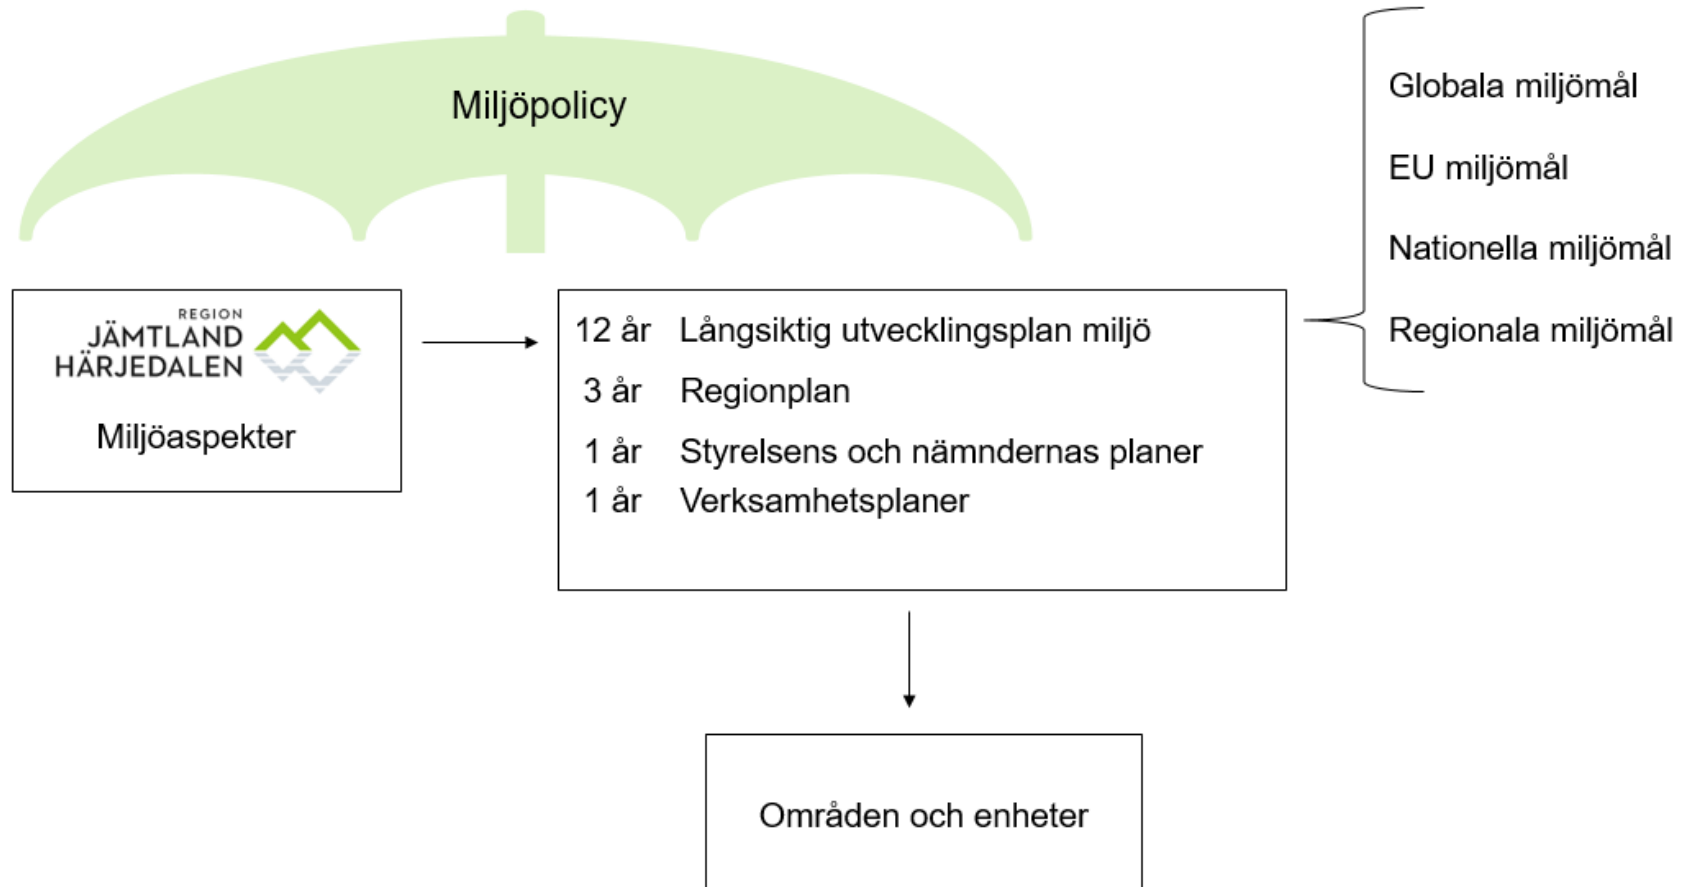 Miljöpolicy
REGION
JÄMTLAND
HÄRJEDALEN
Miljöaspekter
12 år Långsiktig utvecklingsplan miljö
3 år Regionplan
1 år Styrelsens och nämndernas planer
1 år Verksamhetsplaner
Globala miljömål
EU miljömål
Nationella miljömål
Regionala miljömål
Områden och enheter